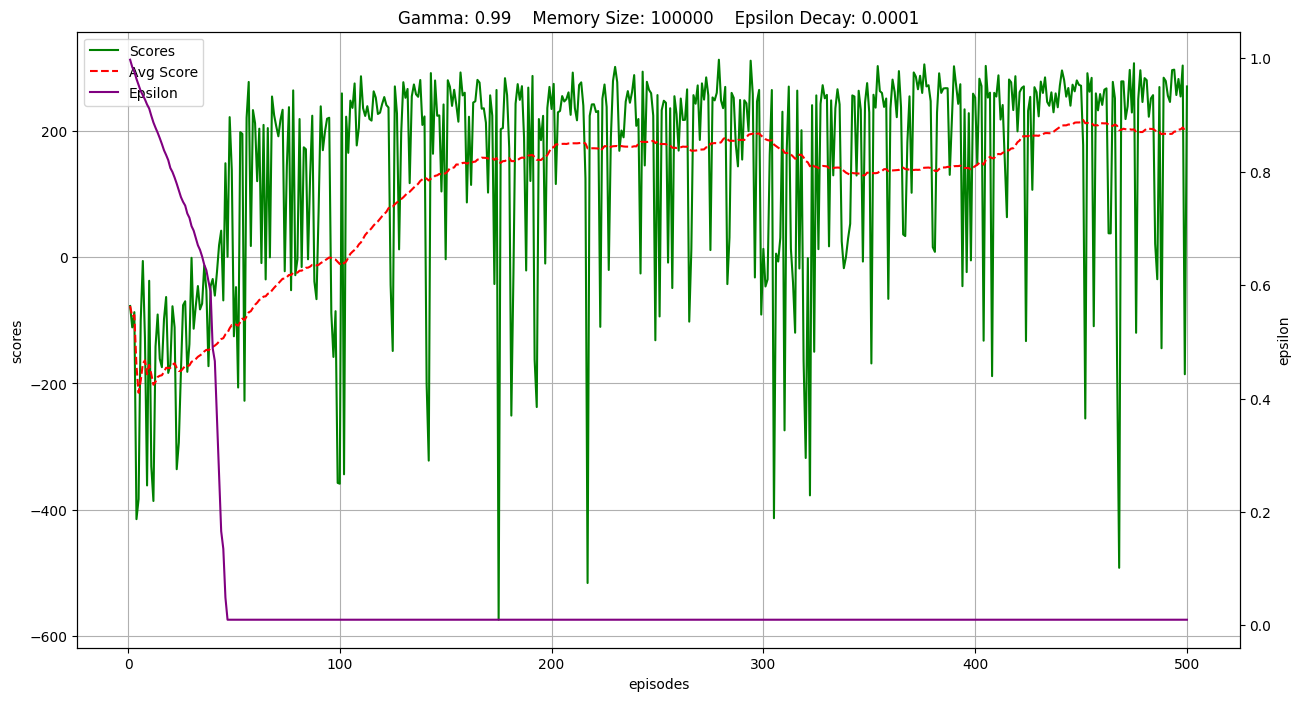 Gamma: 0.99    Memory Size: 100000    Epsilon Decay: 0.0001
Scores
Avg Score
Epsilon
scores
200
0
−200
−400
−600
1.0
0.8
0.6
0.4
0.2
0.0
epsilon
0 100 200 300 400 500
episodes